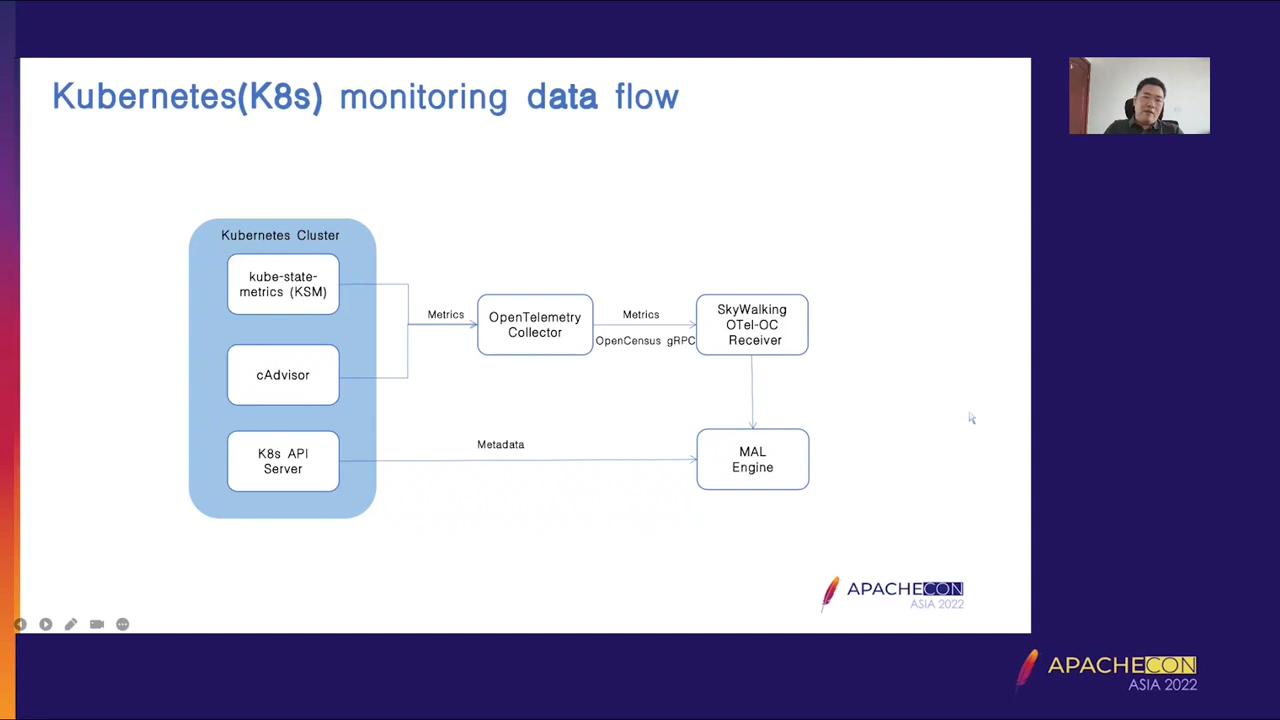 Kubernetes(K8s) monitoring data flow
Kubernetes Cluster
kube-state-
metrics (KSM)
cAdvisor
K8s API
Server
Metrics
OpenTelemetry
Collector
Metrics
OpenCensus gRPC
SkyWalking
OTel-OC
Receiver
Metadata
MAL
Engine
APACHECON
ASIA 2022
APACHECON
ASIA 2022